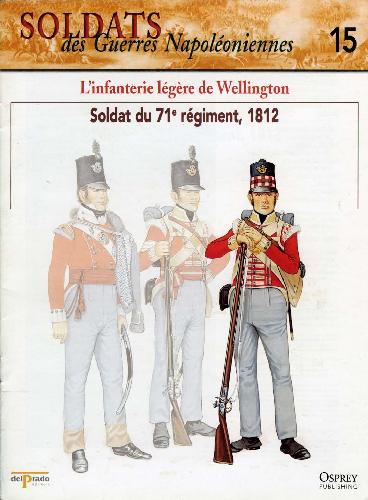 SOLDATS
des Guerres Napoléoniennes
15
L'infanterie légère de Wellington
Soldat du 71e régiment, 1812
delPrado
OSPREY
PUBLISHING